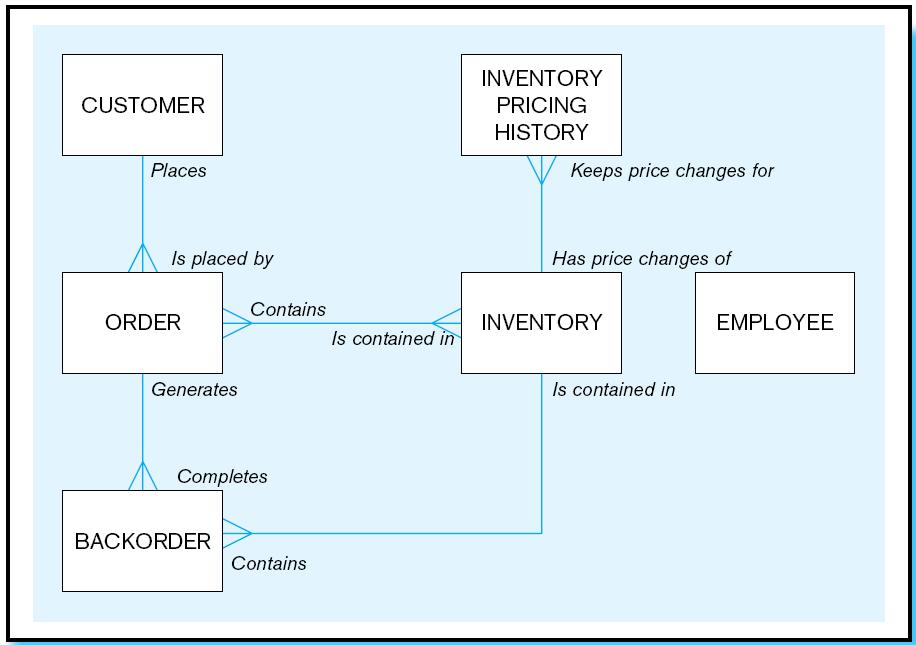 CUSTOMER
INVENTORY
PRICING
HISTORY
Places
Keeps price changes for
Is placed by
Has price changes of
ORDER
Contains
Is contained in
INVENTORY
EMPLOYEE
Generates
Is contained in
Completes
BACKORDER
Contains